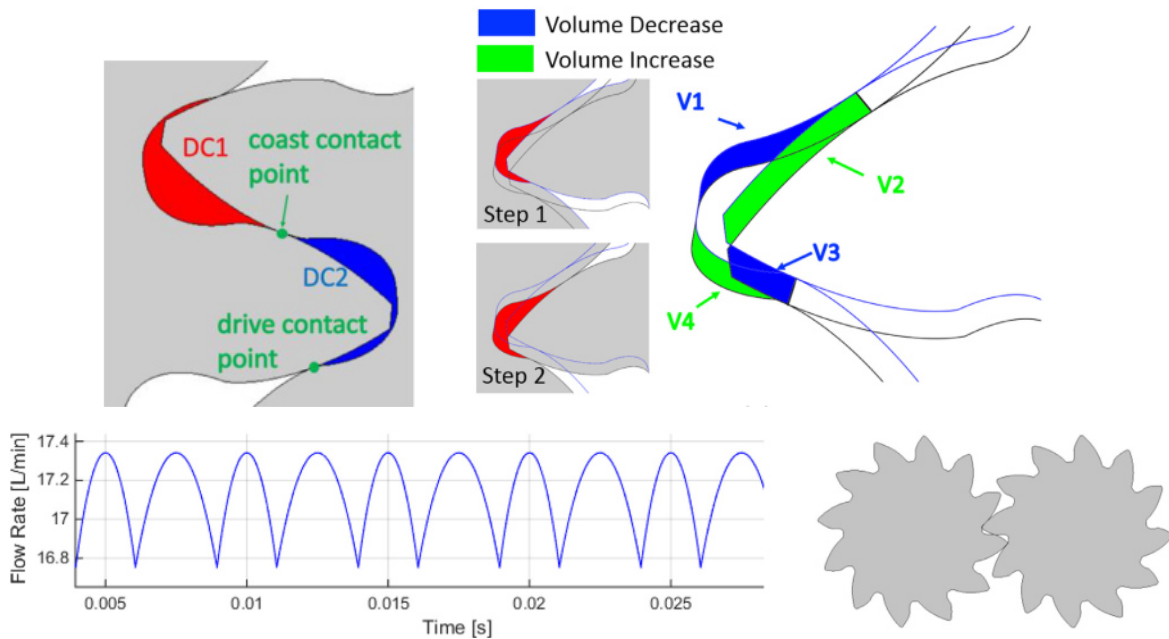 Volume Decrease
Volume Increase
DC1
coast contact
point
DC2
drive contact
point
Step 1
Step 2
V1
V2
V3
V4
17.4
17.2
17
16.8
Flow Rate [L/min]
0.005
0.01
0.015
0.02
0.025
Time [s]